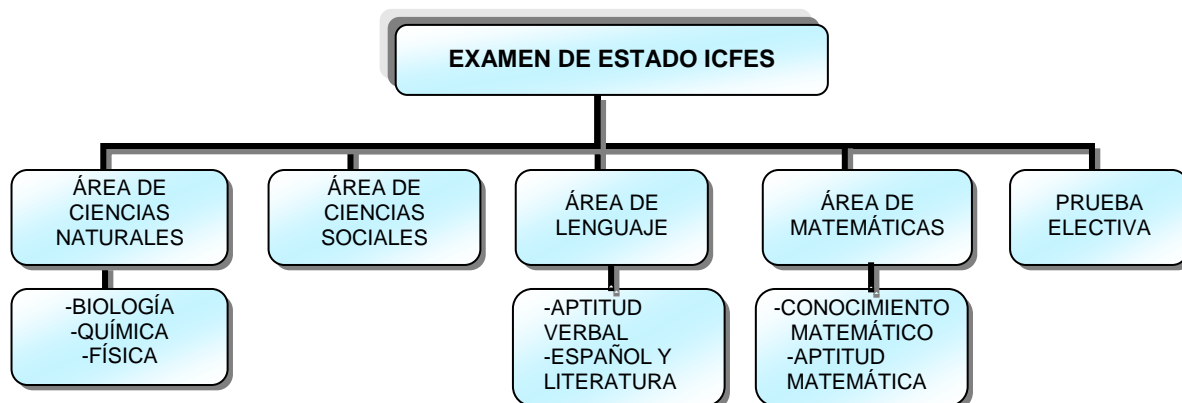 EXAMEN DE ESTADO ICFES
ÁREA DE
CIENCIAS
NATURALES
ÁREA DE
CIENCIAS
SOCIALES
ÁREA DE
LENGUAJE
ÁREA DE
MATEMÁTICAS
PRUEBA
ELECTIVA
-BIOLOGÍA
-QUÍMICA
-FÍSICA
-APTITUD
VERBAL
-ESPAÑOL Y
LITERATURA
-CONOCIMIENTO
MATEMÁTICO
-APTITUD
MATEMÁTICA